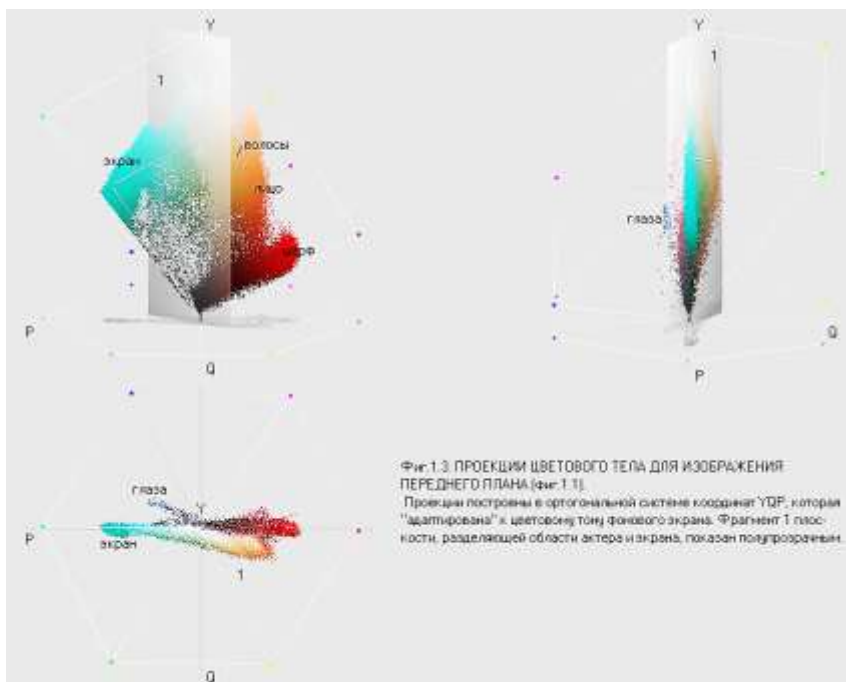 Y
1
волосы
экран
лицо
шарф
P
Q
Y
1
глаза
Q
P
глаза
Y
P
экран
1
Q
Фиг.1.3. ПРОЕКЦИИ ЦВЕТОВОГО ТЕЛА ДЛЯ ИЗОБРАЖЕНИЯ
ПЕРЕДНЕГО ПЛАНА (фиг.1.1).
Проекции построены в ортогональной системе координат YQP, которая
"адаптирована" к цветовому тону фонового экрана. Фрагмент 1 плос-
кости, разделяющей области актера и экрана, показан полупрозрачным.